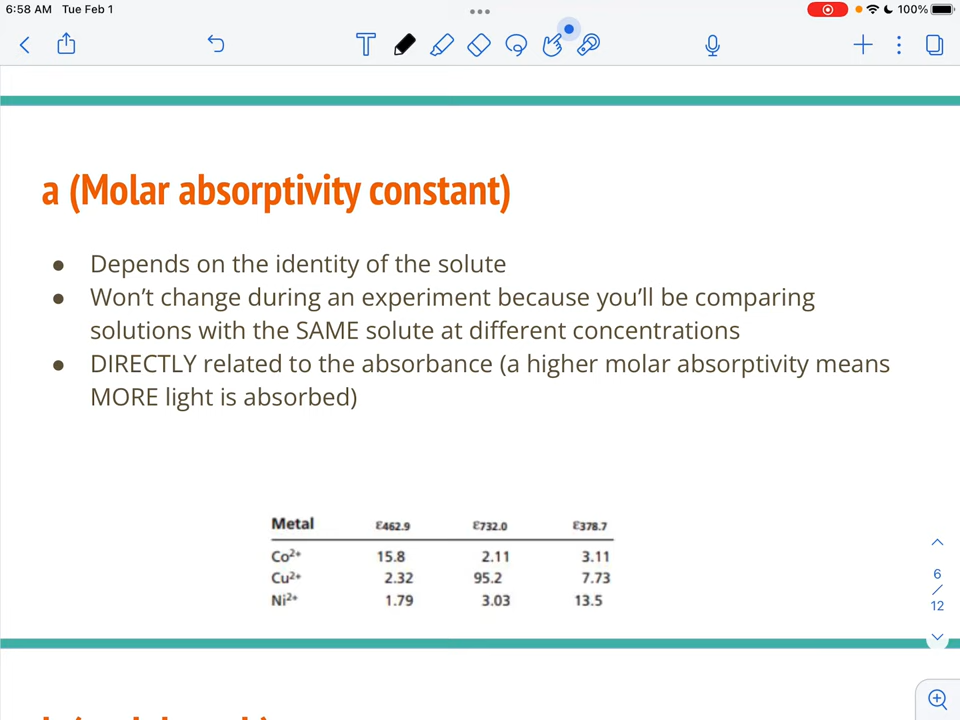 6:58 AM Tue Feb 1
100%
a (Molar absorptivity constant)
● Depends on the identity of the solute
● Won't change during an experiment because you'll be comparing
solutions with the SAME solute at different concentrations
● DIRECTLY related to the absorbance (a higher molar absorptivity means
MORE light is absorbed)
Metal ε462.9 ε732.0 ε378.7
Co²⁺ 15.8 2.11 3.11
Cu²⁺ 2.32 95.2 7.73
Ni²⁺ 1.79 3.03 13.5
6
/
12